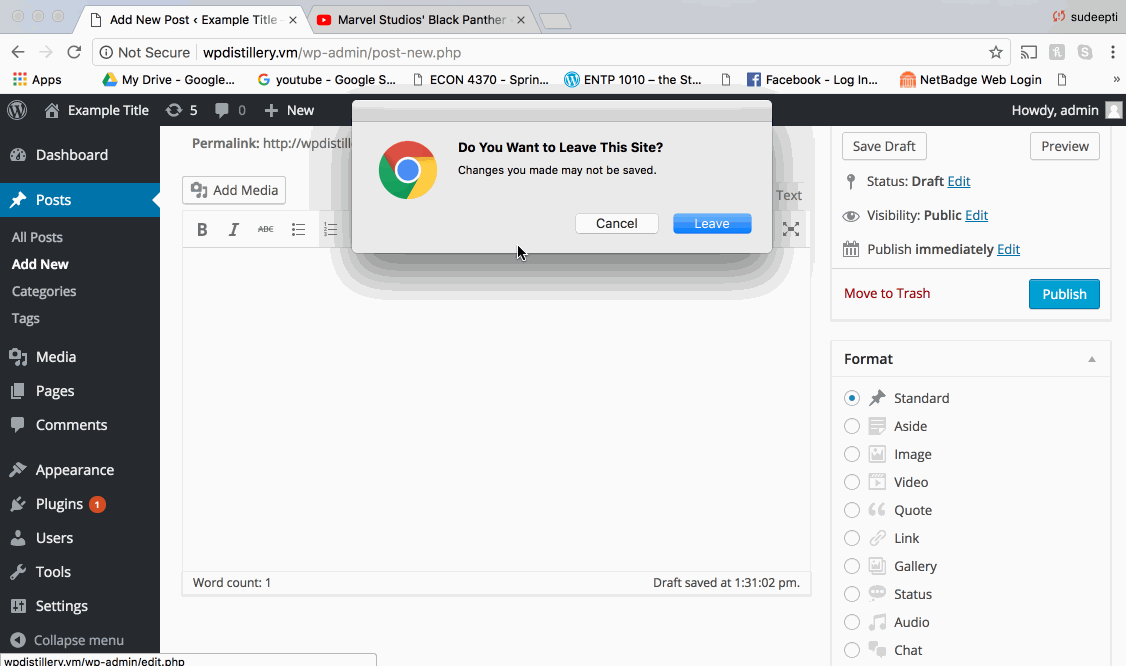 Add New Post ‹ Example Title -
Marvel Studios' Black Panther -
sudeepti
Not Secure
wpdistillery.vm/wp-admin/post-new.php
Apps
My Drive - Google...
youtube - Google S...
ECON 4370 - Sprin...
ENTP 1010 – the St...
Facebook - Log In...
NetBadge Web Login
»
Example Title
5
0
New
Howdy, admin
Dashboard
Posts
All Posts
Add New
Categories
Tags
Media
Pages
Comments
Appearance
Plugins 1
Users
Tools
Settings
Collapse menu
wpdistillery.vm/wp-admin/edit.php
Permalink: http://wpdistill
Add Media
Text
B I ABC
Do You Want to Leave This Site?
Changes you made may not be saved.
Cancel
Leave
Word count: 1
Draft saved at 1:31:02 pm.
Save Draft
Preview
Status: Draft Edit
Visibility: Public Edit
Publish immediately Edit
Move to Trash
Publish
Format
Standard
Aside
Image
Video
Quote
Link
Gallery
Status
Audio
Chat